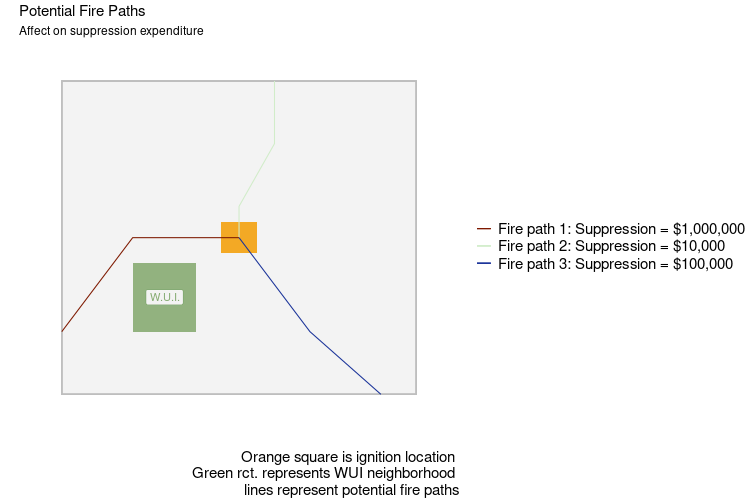 Potential Fire Paths
Affect on suppression expenditure
W.U.I.
Fire path 1: Suppression = $1,000,000
Fire path 2: Suppression = $10,000
Fire path 3: Suppression = $100,000
Orange square is ignition location
Green rct. represents WUI neighborhood
lines represent potential fire paths